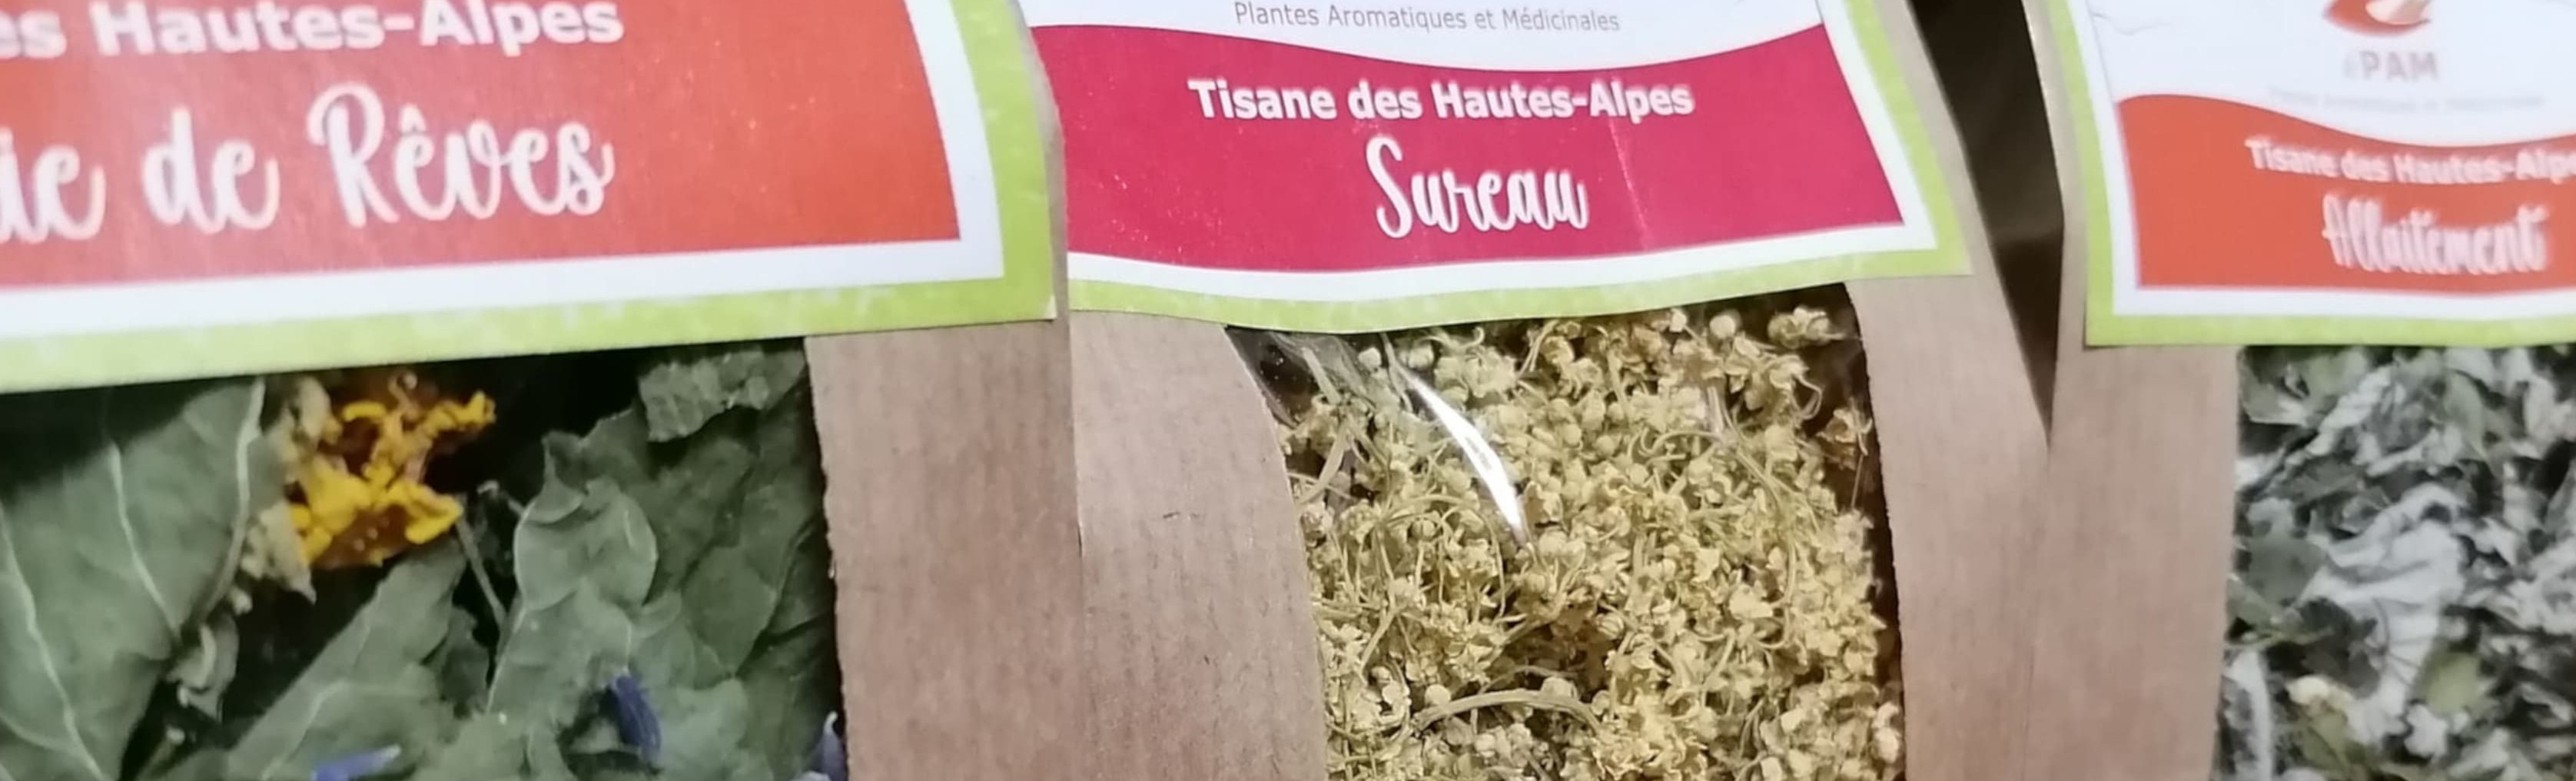 es Hautes-Alpes
ie de Rêves
Plantes Aromatiques et Médicinales
Tisane des Hautes-Alpes
Sureau
PAM
Tisane des Hautes-Alpe
Allaitement